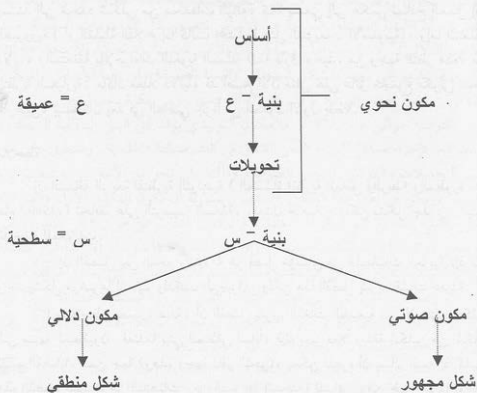 أساس
ع = عميقة
بنية - ع
مكون نحوي
تحويلات
س = سطحية
بنية - س
مكون صوتي
مكون دلالي
شكل مجهور
شكل منطقي